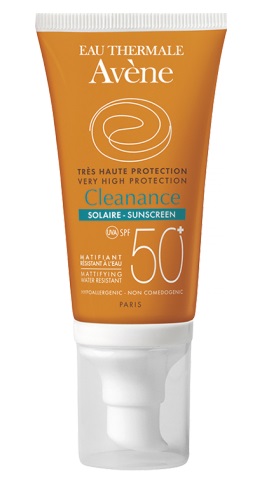 EAU THERMALE
Avène
TRÈS HAUTE PROTECTION
VERY HIGH PROTECTION
Cleanance
SOLAIRE - SUNSCREEN
UVA SPF 50+
MATIFIANT
RÉSISTANT À L'EAU
MATTIFYING
WATER RESISTANT
HYPOALLERGENIC - NON COMEDOGENIC
PARIS